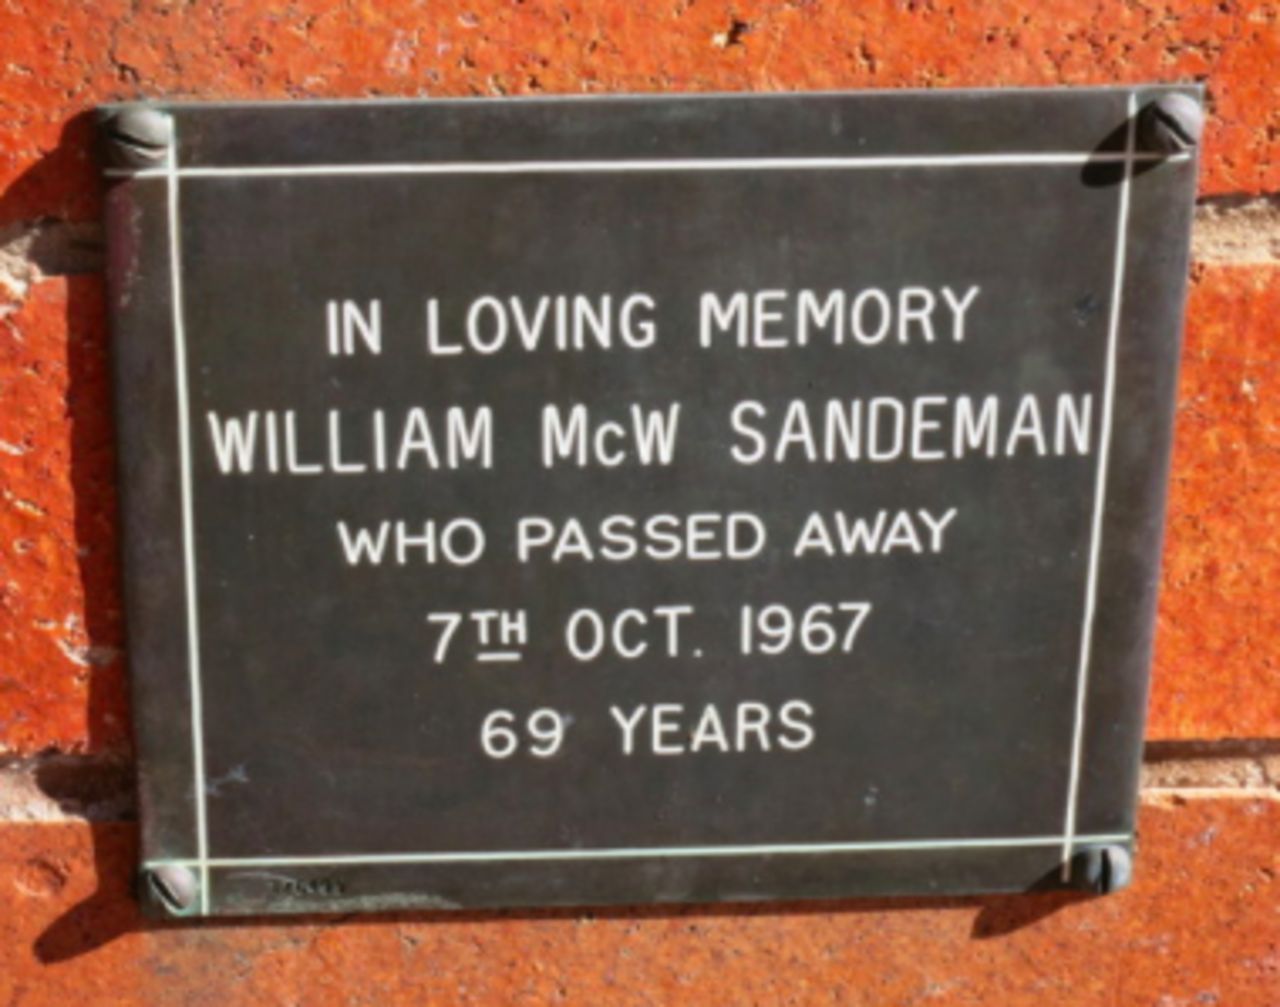 IN LOVING MEMORY
WILLIAM McW SANDEMAN
WHO PASSED AWAY
7TH OCT. 1967
69 YEARS